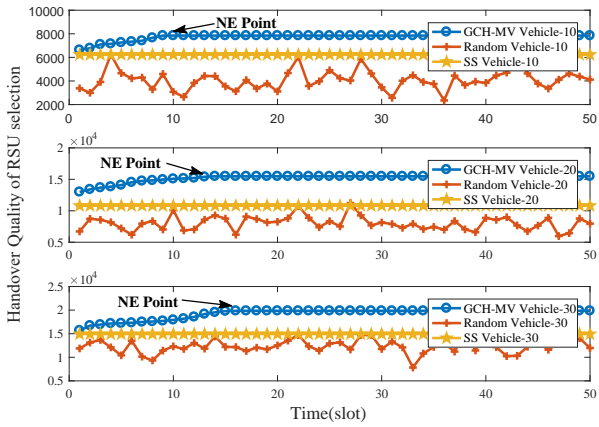 NE Point
10000
8000
6000
4000
2000
GCH-MV Vehicle-10
Random Vehicle-10
SS Vehicle-10
0 10 20 30 40 50
× 10⁴
NE Point
2
1.5
1
0.5
GCH-MV Vehicle-20
Random Vehicle-20
SS Vehicle-20
0 10 20 30 40 50
× 10⁴
NE Point
2.5
2
1.5
1
0.5
GCH-MV Vehicle-30
Random Vehicle-30
SS Vehicle-30
0 10 20 30 40 50
Handover Quality of RSU selection
Time(slot)